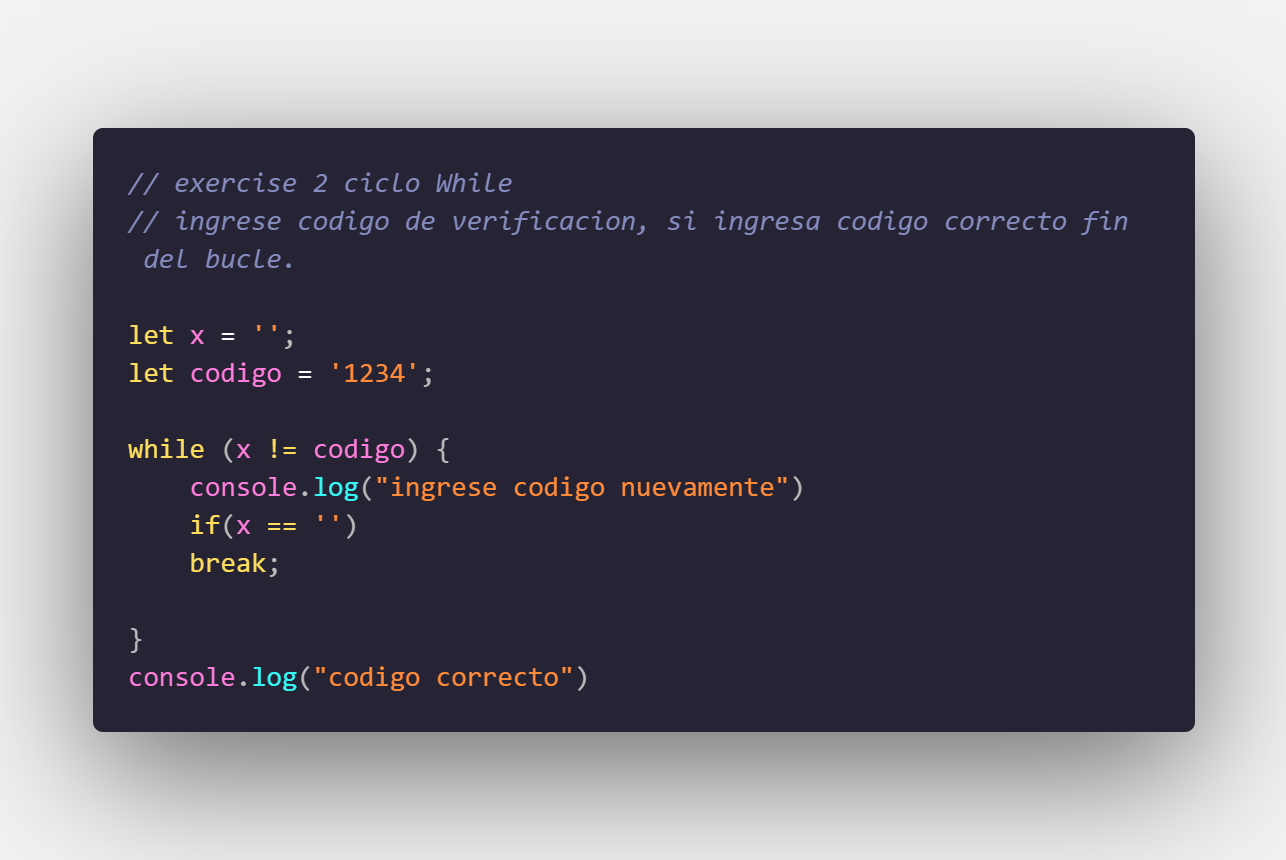 // exercise 2 ciclo While
// ingrese codigo de verificacion, si ingresa codigo correcto fin
del bucle.
let x = '';
let codigo = '1234';
while (x != codigo) {
console.log("ingrese codigo nuevamente")
if(x == '')
break;
}
console.log("codigo correcto")